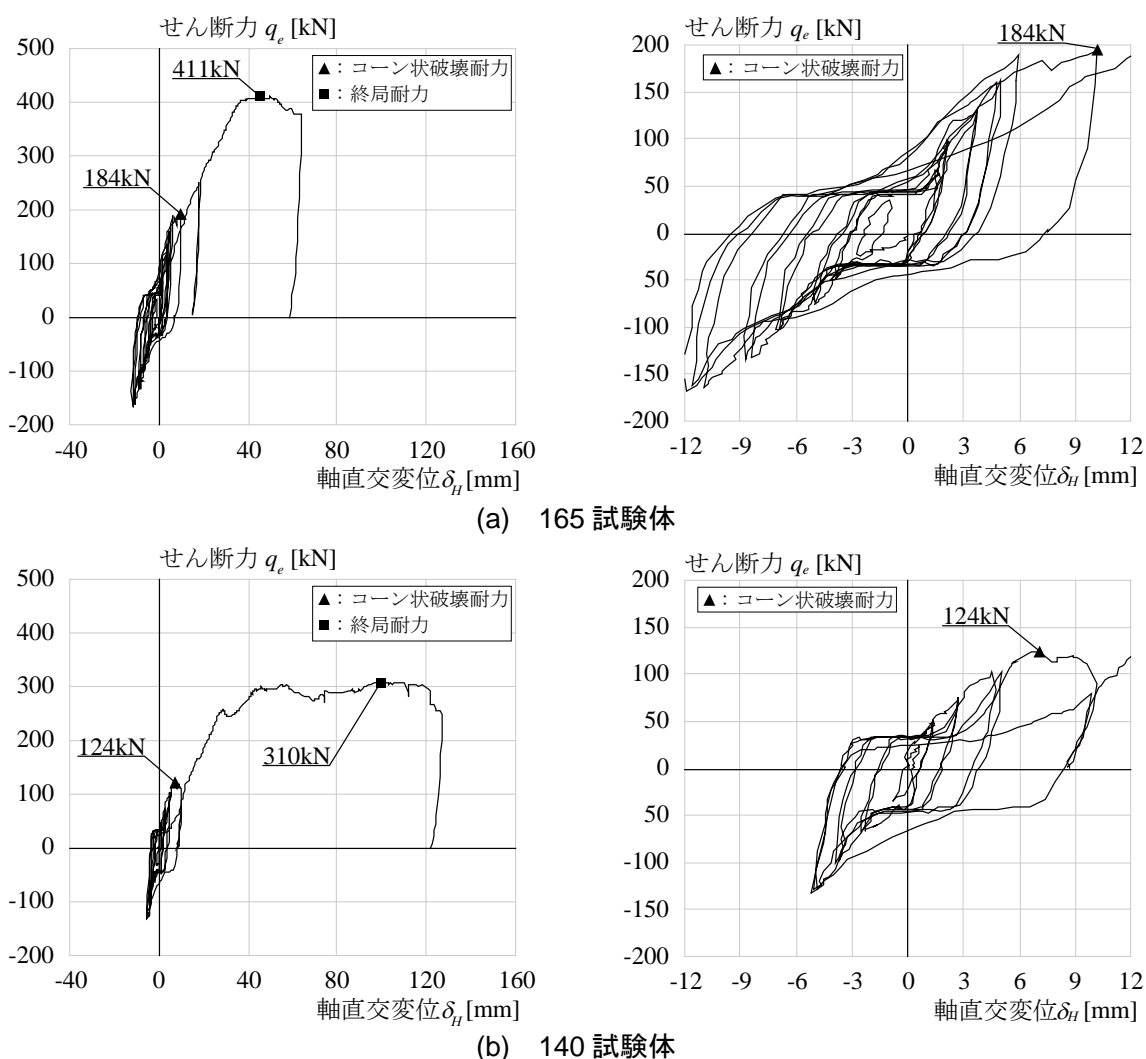 せん断力 qe [kN]
500
400
300
200
100
0
-100
-200
-40 0 40 80 120 160
軸直交変位δH [mm]
411kN
184kN
▲：コーン状破壊耐力
■：終局耐力
せん断力 qe [kN]
200
150
100
50
0
50
-100
-150
-200
-12 -9 -6 -3 0 3 6 9 12
軸直交変位δH [mm]
▲：コーン状破壊耐力
184kN
(a) 165 試験体
せん断力 qe [kN]
500
400
300
200
100
0
-100
-200
-40 0 40 80 120 160
軸直交変位δH [mm]
124kN
310kN
▲：コーン状破壊耐力
■：終局耐力
せん断力 qe [kN]
200
150
100
50
0
50
-100
-150
-200
-12 -9 -6 -3 0 3 6 9 12
軸直交変位δH [mm]
▲：コーン状破壊耐力
124kN
(b) 140 試験体